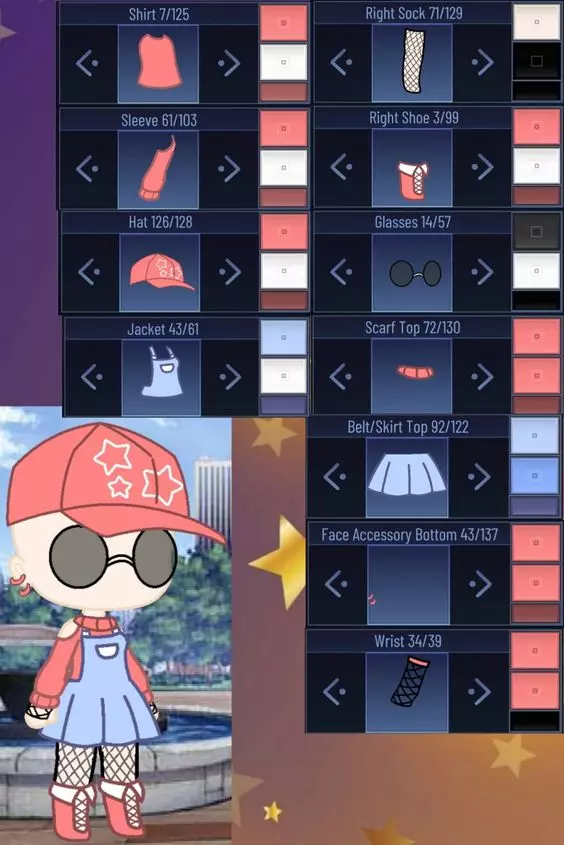 Shirt 7/125
Right Sock 71/129
Sleeve 61/103
Right Shoe 3/99
Hat 126/128
Glasses 14/57
Jacket 43/61
Scarf Top 72/130
Belt/Skirt Top 92/122
Face Accessory Bottom 43/137
Wrist 34/39